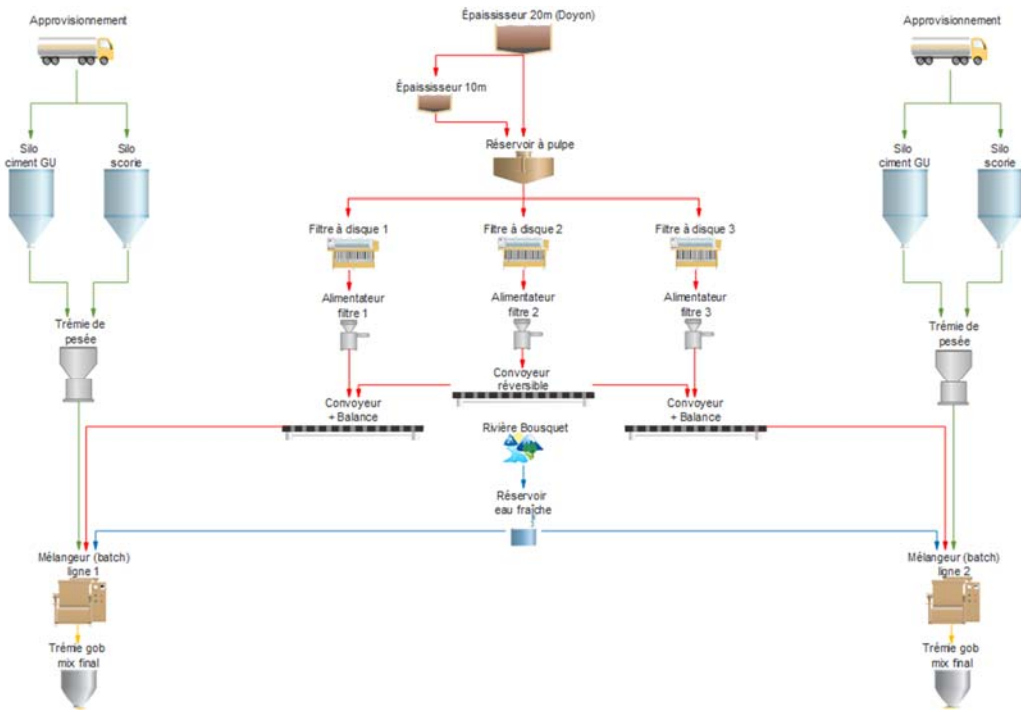 Épaississeur 20m (Doyon)
Approvisionnement
Approvisionnement
Épaississeur 10m
Silo
ciment GU
Silo
scorie
Réservoir à pulpe
Silo
ciment GU
Silo
scorie
Filtre à disque 1
Filtre à disque 2
Filtre à disque 3
Alimentateur
filtre 1
Alimentateur
filtre 2
Alimentateur
filtre 3
Trémie de
pesée
Trémie de
pesée
Convoyeur
réversible
Convoyeur
+ Balance
Convoyeur
+ Balance
Rivière Bousquet
Réservoir
eau fraîche
Mélangeur (batch)
ligne 1
Mélangeur (batch)
ligne 2
Trémie gob
mix final
Trémie gob
mix final